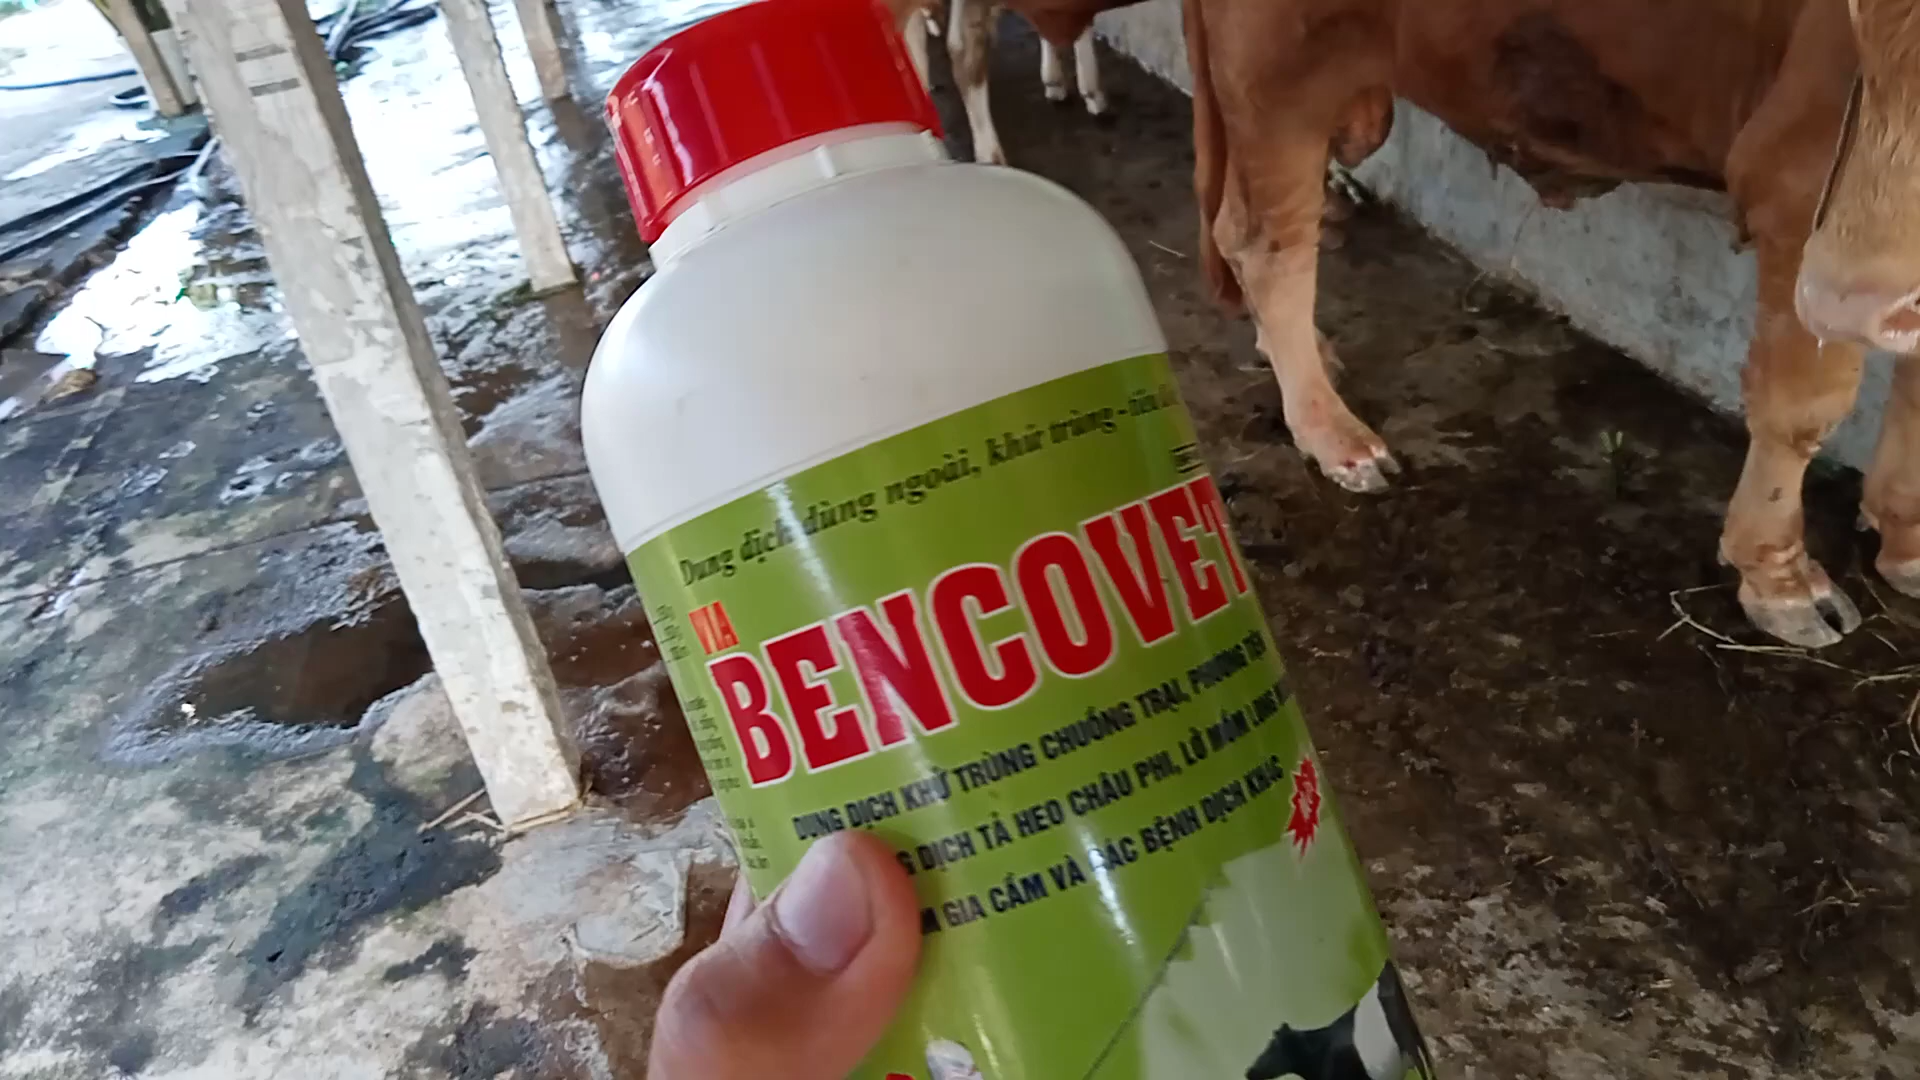 Dung dịch dùng ngoài, khử trùng - tiêu
VIA
BENCOVET
DUNG DỊCH KHỬ TRÙNG CHUỒNG TRẠI, PHƯƠNG TIỆN
DỊCH TẢ HEO CHÂU PHI, LỞ MỒM LONG
GIA CẦM VÀ CÁC BỆNH DỊCH KHÁC